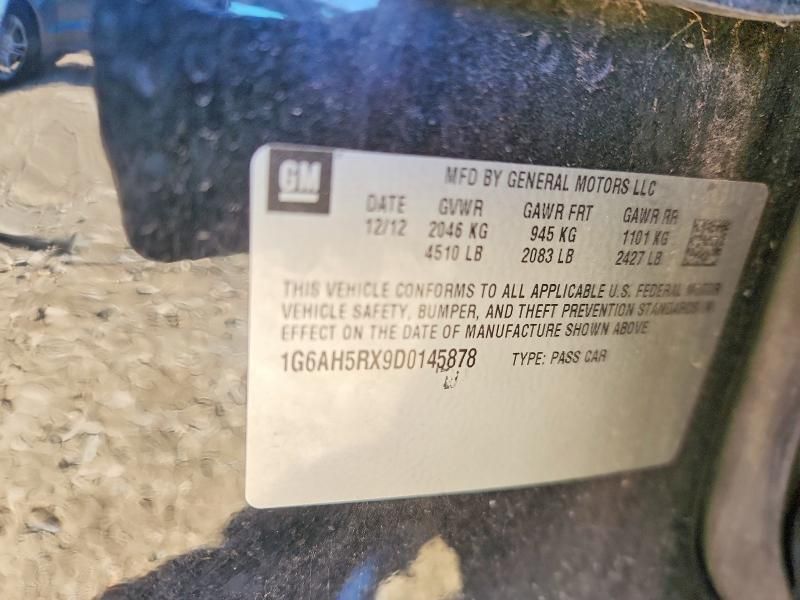 GM
MFD BY GENERAL MOTORS LLC
DATE GVWR GAWR FRT GAWR RR
12/12 2046 KG 945 KG 1101 KG
4510 LB 2083 LB 2427 LB
THIS VEHICLE CONFORMS TO ALL APPLICABLE U.S. FEDERAL MOTOR
VEHICLE SAFETY, BUMPER, AND THEFT PREVENTION STANDARDS IN
EFFECT ON THE DATE OF MANUFACTURE SHOWN ABOVE.
1G6AH5RX9D0145878 TYPE: PASS CAR